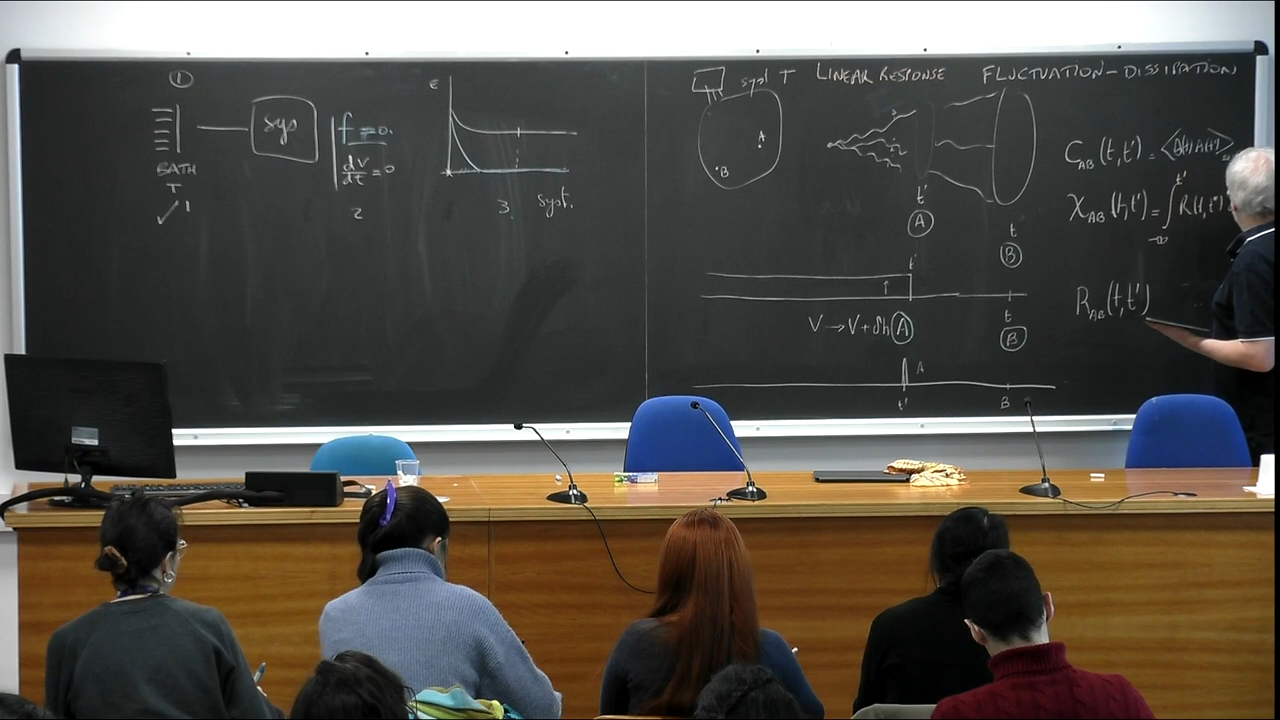 ①
Sys
BATH
T
✓ 1
f = 0.
dv/dt = 0
2
ϵ
3. syst.
syst T LINEAR RESPONSE FLUCTUATION-DISSIPATION
A
B
t'
Ⓐ
t
Ⓑ
t'
t
V → V + δh Ⓐ
Ⓑ
A
t'
B
C_AB (t,t') =
χ_AB (t,t') = ∫_{-∞}^{t'} R(t,t'')
R_AB (t,t')